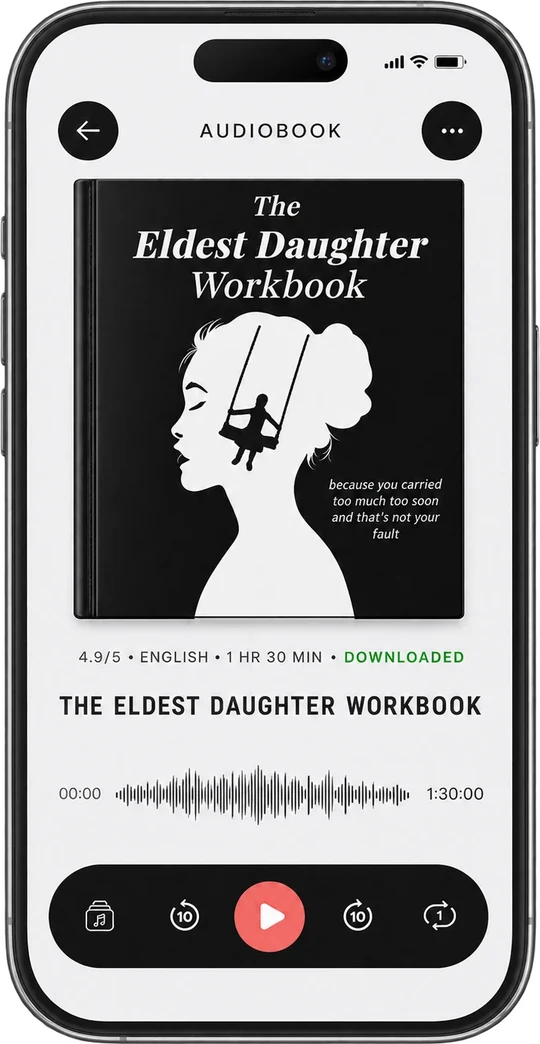 AUDIOBOOK
The
Eldest Daughter
Workbook
because you carried
too much too soon
and that's not your
fault
4.9/5 • ENGLISH • 1 HR 30 MIN • DOWNLOADED
THE ELDEST DAUGHTER WORKBOOK
00:00 1:30:00
10 10 1